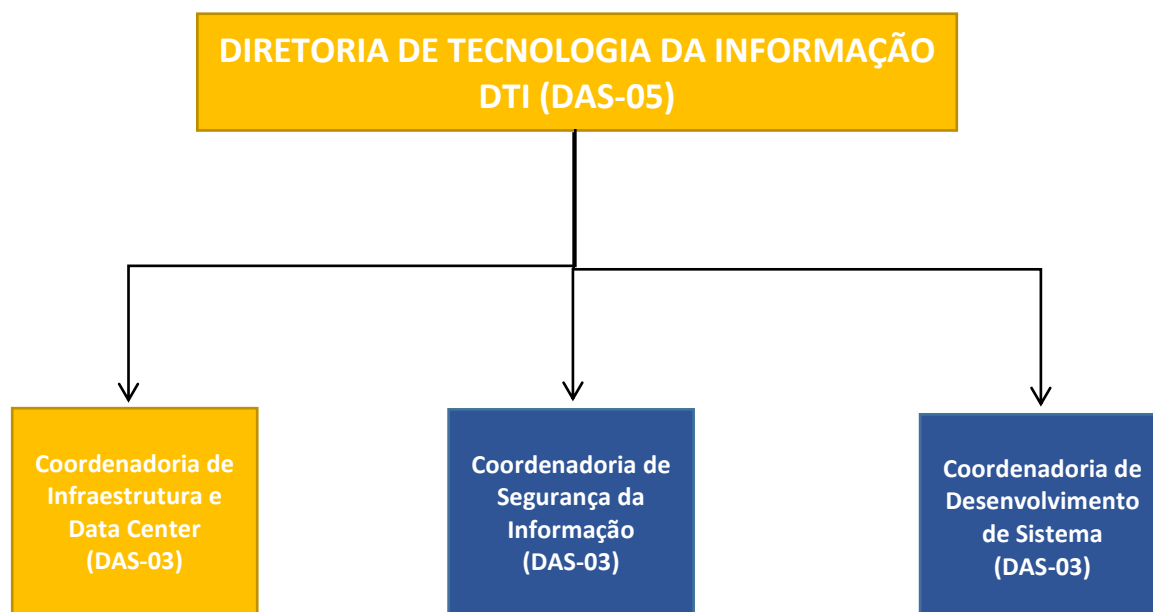 DIRETORIA DE TECNOLOGIA DA INFORMAÇÃO
DTI (DAS-05)
Coordenadoria de
Infraestrutura e
Data Center
(DAS-03)
Coordenadoria de
Segurança da
Informação
(DAS-03)
Coordenadoria de
Desenvolvimento
de Sistema
(DAS-03)